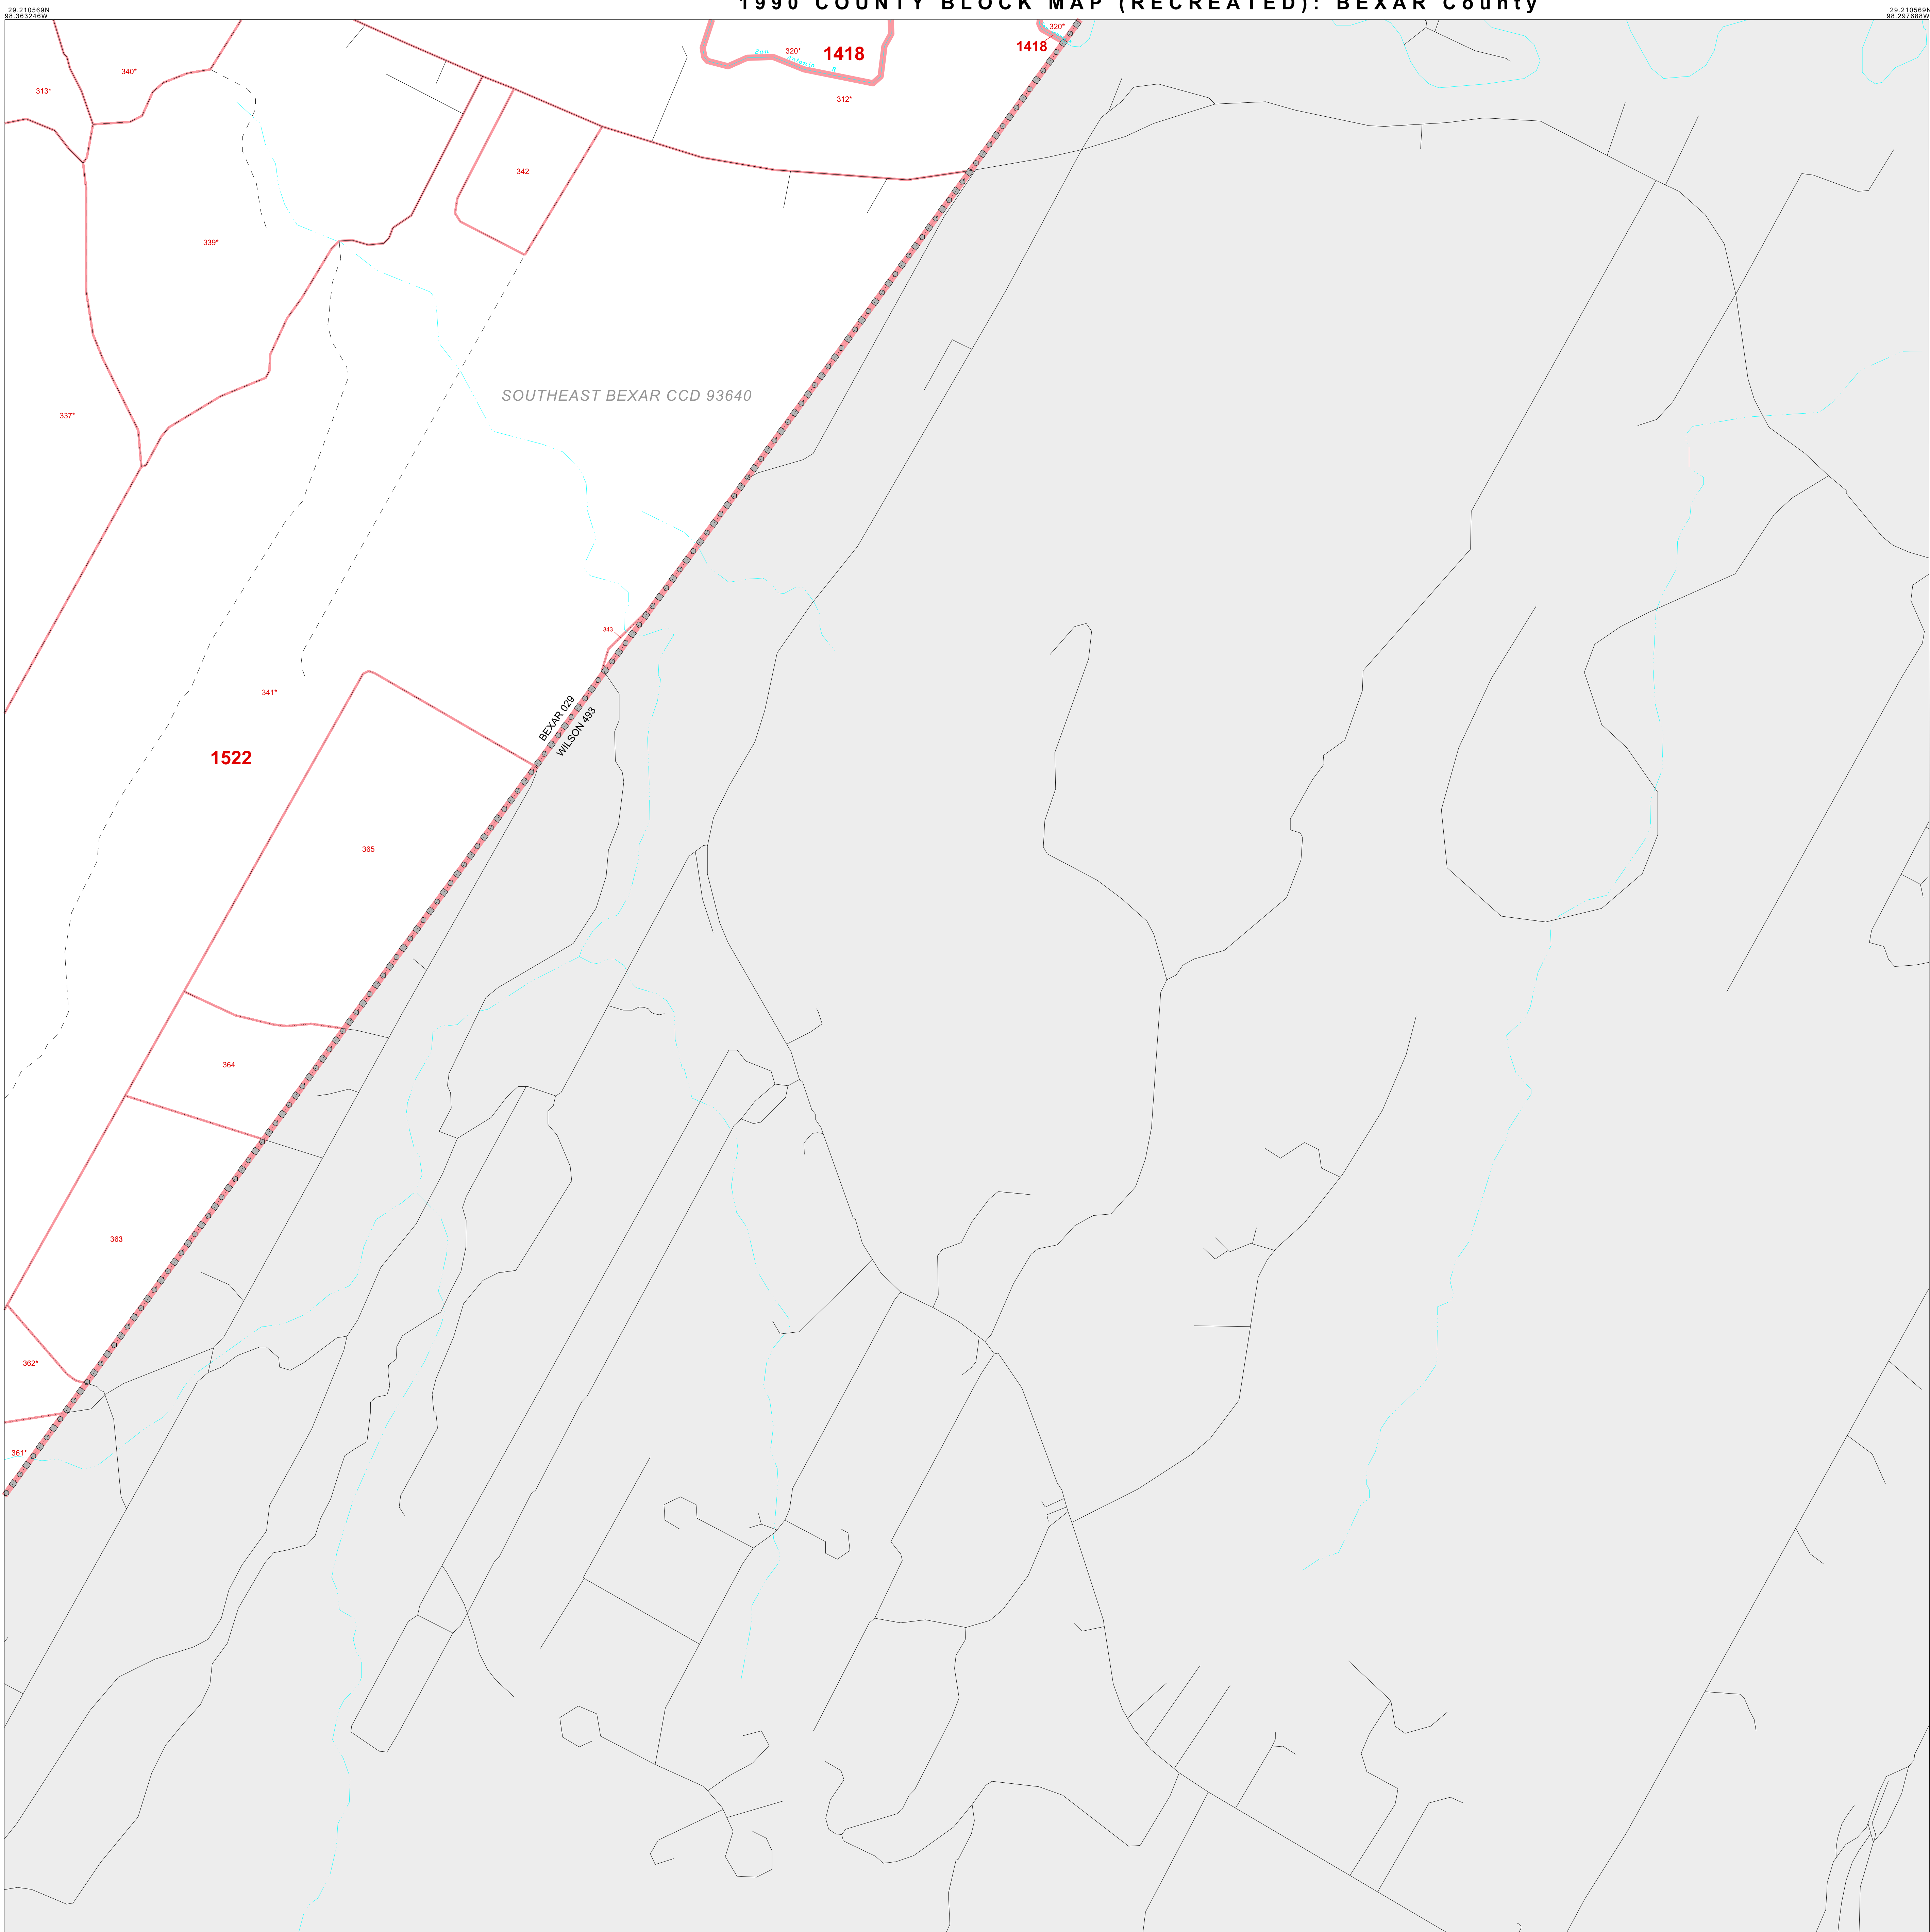 1990 COUNTY BLOCK MAP (RECREATED): BEXAR County
29.210569N
98.363246W
29.210569N
98.297688W
320*
1418
320*
1418
San Antonio R
312*
340*
313*
342
339*
SOUTHEAST BEXAR CCD 93640
337*
343
341*
BEXAR 029
WILSON 493
1522
365
364
363
362*
361*